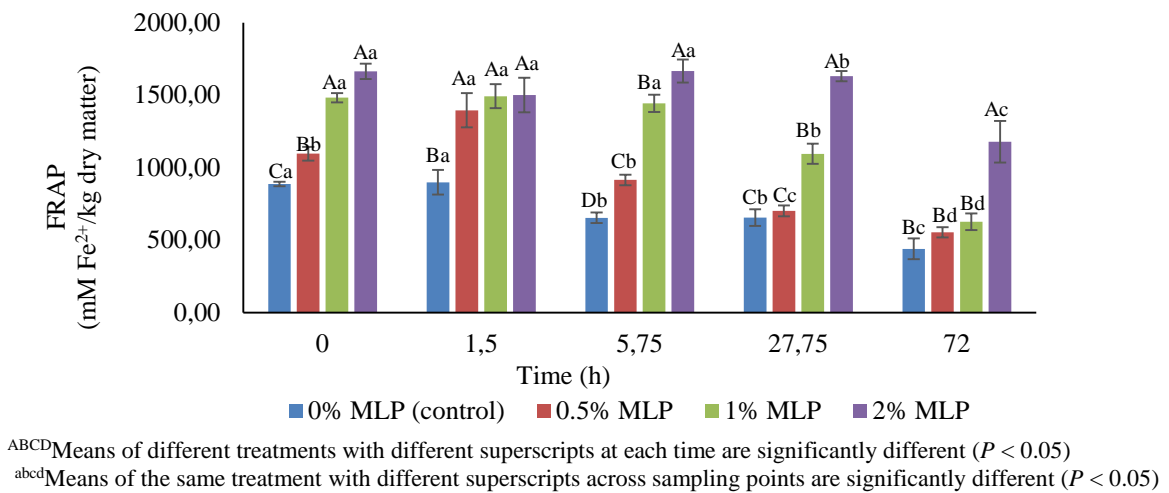 2000,00
1500,00
1000,00
500,00
0,00
FRAP
(mM Fe²⁺/kg dry matter)
Ca Bb Aa Aa
Ba Aa Aa Aa
Db Cb Ba Aa
Cb Cc Bb Ab
Bc Bd Bd Ac
0 1,5 5,75 27,75 72
Time (h)
0% MLP (control) 0.5% MLP 1% MLP 2% MLP
ᴬᴮᶜᴰMeans of different treatments with different superscripts at each time are significantly different (P < 0.05)
ᵃᵇᶜᵈMeans of the same treatment with different superscripts across sampling points are significantly different (P < 0.05)